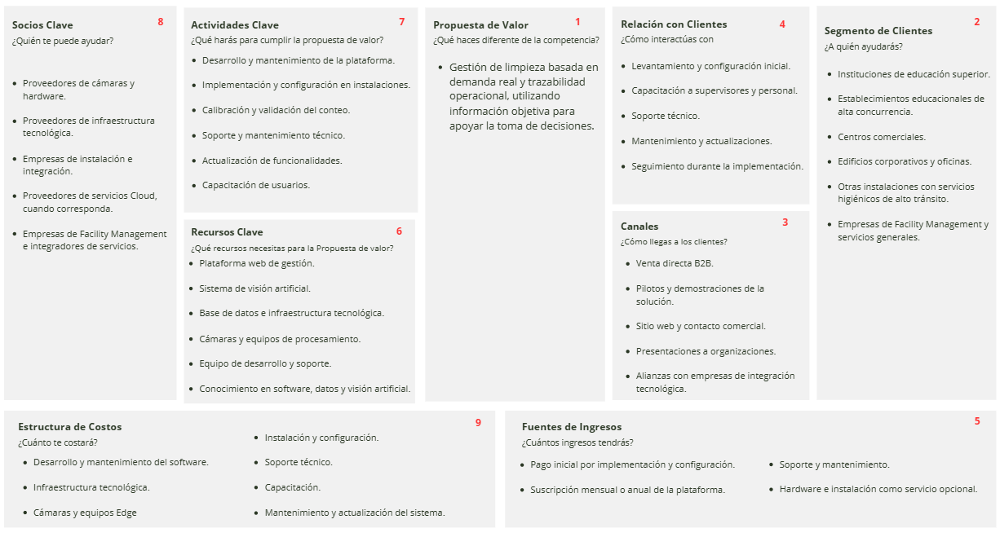 Socios Clave
8
¿Quién te puede ayudar?
• Proveedores de cámaras y
hardware.
• Proveedores de infraestructura
tecnológica.
• Empresas de instalación e
integración.
• Proveedores de servicios Cloud,
cuando corresponda.
• Empresas de Facility Management
e integradores de servicios.
Actividades Clave
7
¿Qué harás para cumplir la propuesta de valor?
• Desarrollo y mantenimiento de la plataforma.
• Implementación y configuración en instalaciones.
• Calibración y validación del conteo.
• Soporte y mantenimiento técnico.
• Actualización de funcionalidades.
• Capacitación de usuarios.
Recursos Clave
6
¿Qué recursos necesitas para la Propuesta de valor?
• Plataforma web de gestión.
• Sistema de visión artificial.
• Base de datos e infraestructura tecnológica.
• Cámaras y equipos de procesamiento.
• Equipo de desarrollo y soporte.
• Conocimiento en software, datos y visión artificial.
Propuesta de Valor
1
¿Qué haces diferente de la competencia?
• Gestión de limpieza basada en
demanda real y trazabilidad
operacional, utilizando
información objetiva para
apoyar la toma de decisiones.
Relación con Clientes
4
¿Cómo interactúas con
• Levantamiento y configuración inicial.
• Capacitación a supervisores y personal.
• Soporte técnico.
• Mantenimiento y actualizaciones.
• Seguimiento durante la implementación.
Canales
3
¿Cómo llegas a los clientes?
• Venta directa B2B.
• Pilotos y demostraciones de la
solución.
• Sitio web y contacto comercial.
• Presentaciones a organizaciones.
• Alianzas con empresas de integración
tecnológica.
Segmento de Clientes
2
¿A quién ayudarás?
• Instituciones de educación superior.
• Establecimientos educacionales de
alta concurrencia.
• Centros comerciales.
• Edificios corporativos y oficinas.
• Otras instalaciones con servicios
higiénicos de alto tránsito.
• Empresas de Facility Management y
servicios generales.
Estructura de Costos
9
¿Cuánto te costará?
• Desarrollo y mantenimiento del software.
• Infraestructura tecnológica.
• Cámaras y equipos Edge
• Instalación y configuración.
• Soporte técnico.
• Capacitación.
• Mantenimiento y actualización del sistema.
Fuentes de Ingresos
5
¿Cuántos ingresos tendrás?
• Pago inicial por implementación y configuración.
• Suscripción mensual o anual de la plataforma.
• Soporte y mantenimiento.
• Hardware e instalación como servicio opcional.